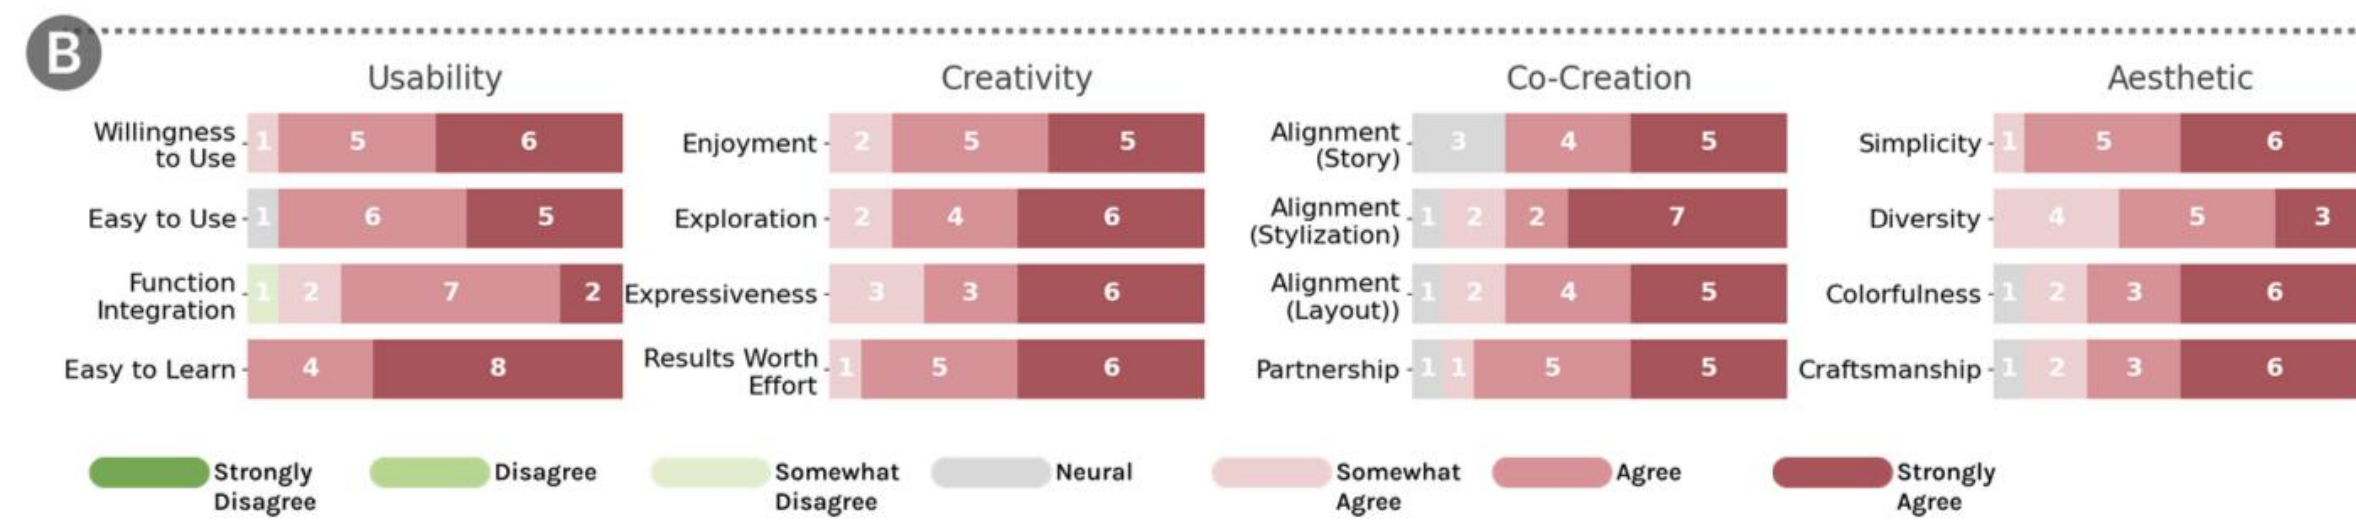 B
Usability
Creativity
Co-Creation
Aesthetic
Willingness
to Use
1 5 6
Enjoyment
2 5 5
Alignment
(Story)
3 4 5
Simplicity
1 5 6
Easy to Use
1 6 5
Exploration
2 4 6
Alignment
(Stylization)
1 2 2 7
Diversity
4 5 3
Function
Integration
1 2 7 2
Expressiveness
3 3 6
Alignment
(Layout))
1 2 4 5
Colorfulness
1 2 3 6
Easy to Learn
4 8
Results Worth
Effort
1 5 6
Partnership
1 1 5 5
Craftsmanship
1 2 3 6
Strongly
Disagree
Disagree
Somewhat
Disagree
Neural
Somewhat
Agree
Agree
Strongly
Agree